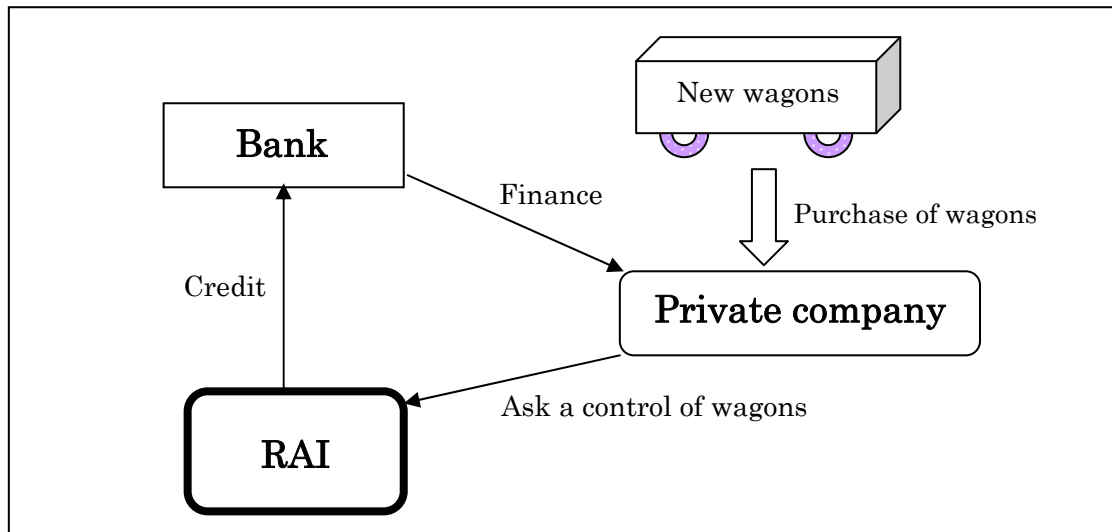 New wagons
Bank
Finance
Purchase of wagons
Credit
Private company
Ask a control of wagons
RAI